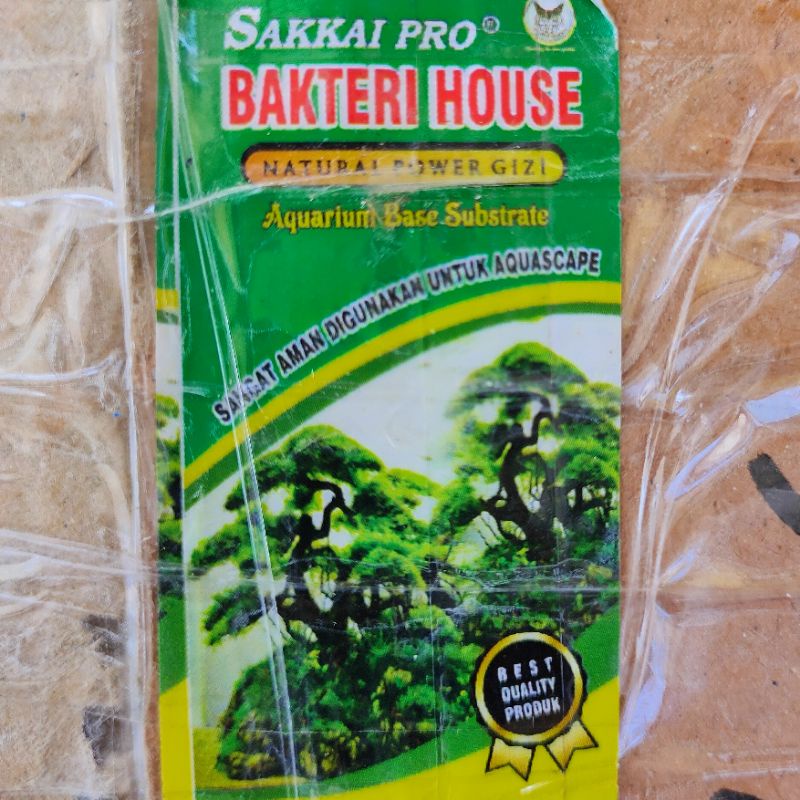 SAKKAI PRO®
BAKTERI HOUSE
NATURAL POWER GIZI
Aquarium Base Substrate
SANGAT AMAN DIGUNAKAN UNTUK AQUASCAPE
BEST
QUALITY
PRODUK